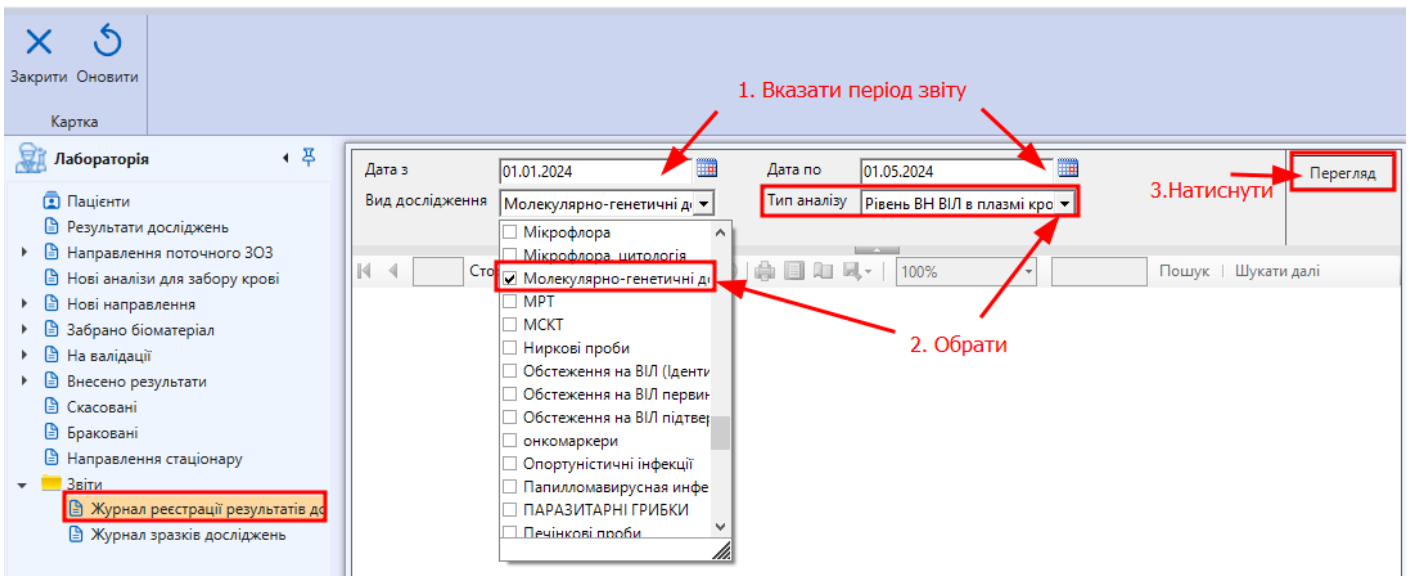 Закрити Оновити
Картка
1. Вказати період звіту
Лабораторія
Пацієнти
Результати досліджень
Направлення поточного ЗОЗ
Нові аналізи для забору крові
Нові направлення
Забрано біоматеріал
На валідації
Внесено результати
Скасовані
Браковані
Направлення стаціонару
Звіти
Журнал реєстрації результатів до
Журнал зразків досліджень
Дата з 01.01.2024 Дата по 01.05.2024
Вид дослідження Молекулярно-генетичні д Тип аналізу Рівень ВН ВІЛ в плазмі кро
3.Натиснути
Перегляд
Сто 100% Пошук | Шукати далі
Мікрофлора
Мікрофлора, цитологія
Молекулярно-генетичні д
МРТ
МСКТ
Ниркові проби
Обстеження на ВІЛ (Іденти
Обстеження на ВІЛ первин
Обстеження на ВІЛ підтвер
онкомаркери
Опортуністичні інфекції
Папилломавирусная инфе
ПАРАЗИТАРНІ ГРИБКИ
Печінкові проби
2. Обрати